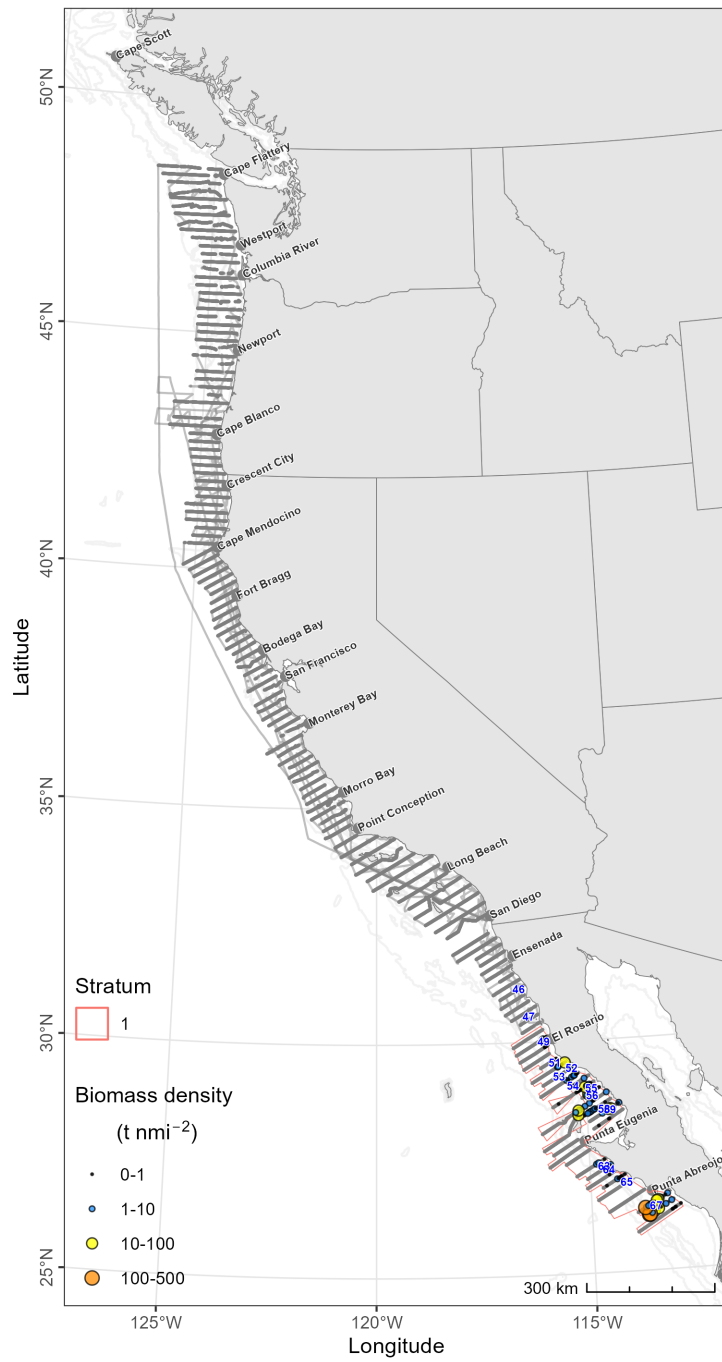 50°N
45°N
40°N
35°N
30°N
25°N
Latitude
Cape Scott
Cape Flattery
Westport
Columbia River
Newport
Cape Blanco
Crescent City
Cape Mendocino
Fort Bragg
Bodega Bay
San Francisco
Monterey Bay
Morro Bay
Point Conception
Long Beach
San Diego
Ensenada
46
47
El Rosario
49
51
52
53
54
55
56
Punta Eugenia
64
65
Punta Abreojos
67
Stratum
1
Biomass density
(t nmi⁻²)
0-1
1-10
10-100
100-500
300 km
125°W
120°W
115°W
Longitude